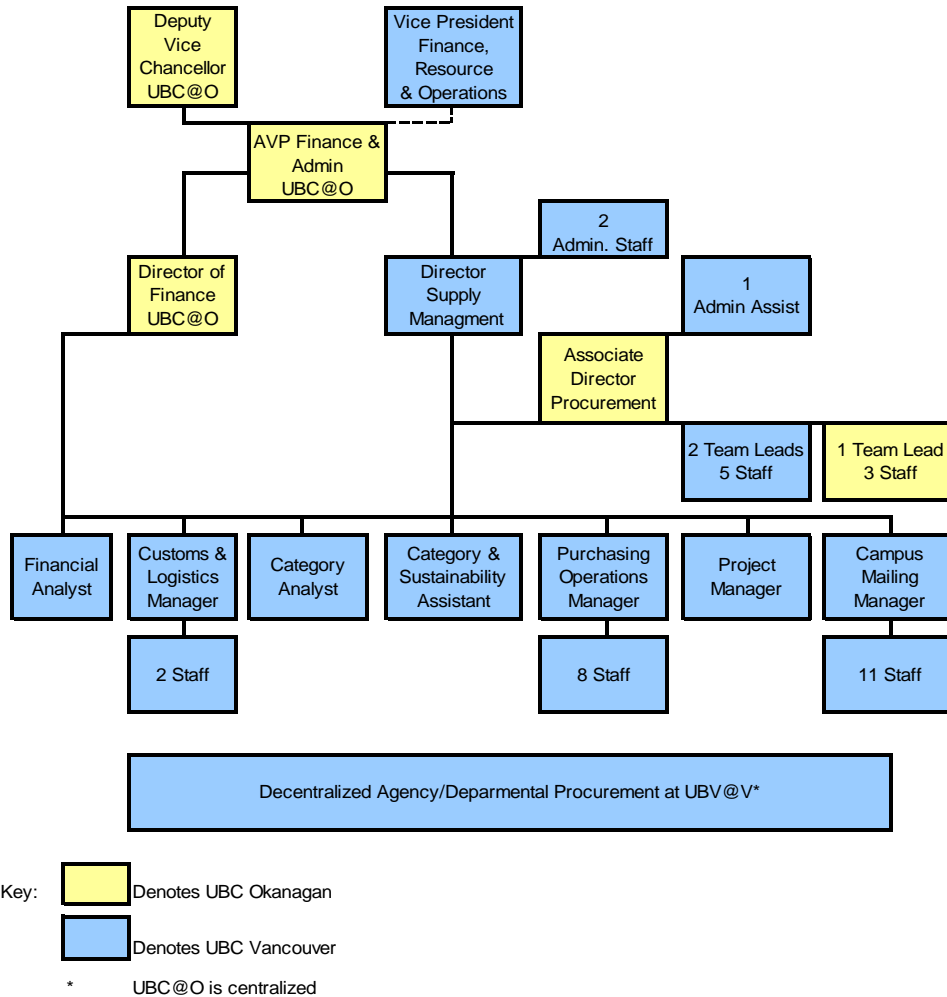 Deputy
Vice
Chancellor
UBC@O
Vice President
Finance,
Resource
& Operations
AVP Finance &
Admin
UBC@O
2
Admin. Staff
Director of
Finance
UBC@O
Director
Supply
Managment
1
Admin Assist
Associate
Director
Procurement
2 Team Leads
5 Staff
1 Team Lead
3 Staff
Financial
Analyst
Customs &
Logistics
Manager
Category
Analyst
Category &
Sustainability
Assistant
Purchasing
Operations
Manager
Project
Manager
Campus
Mailing
Manager
2 Staff
8 Staff
11 Staff
Decentralized Agency/Deparmental Procurement at UBV@V*
Key:
Denotes UBC Okanagan
Denotes UBC Vancouver
* UBC@O is centralized